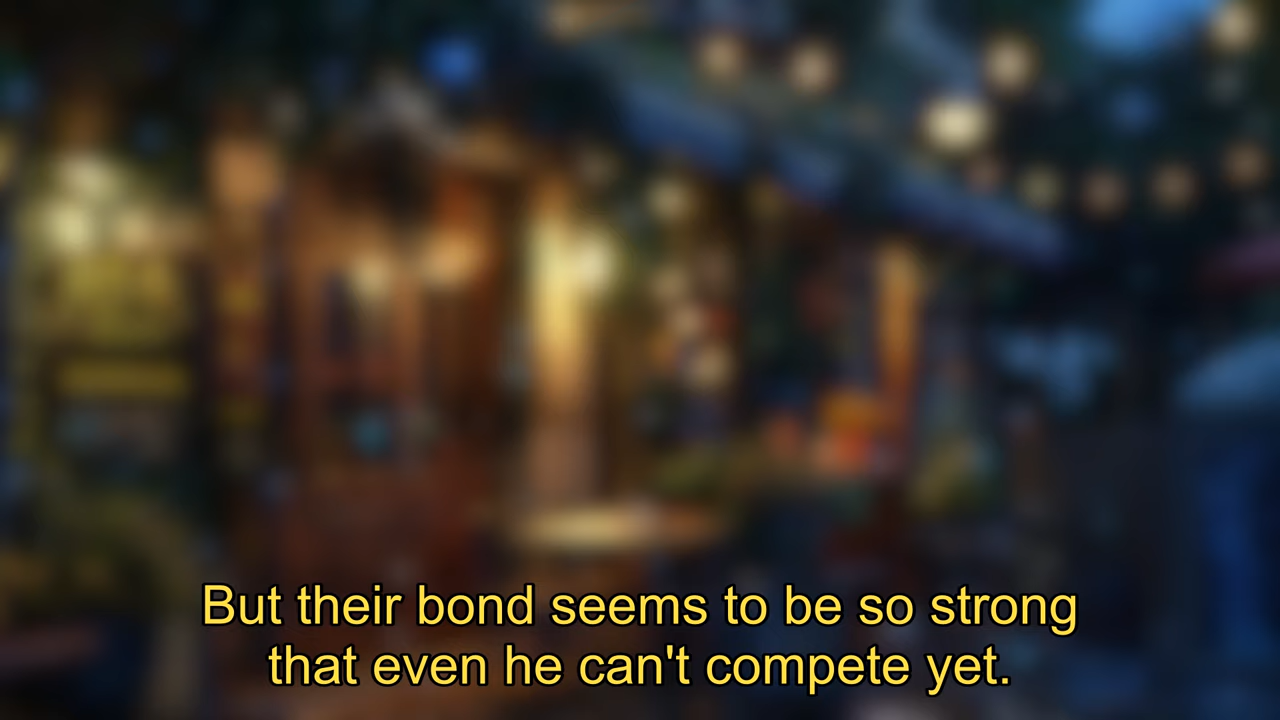 But their bond seems to be so strong
that even he can't compete yet.